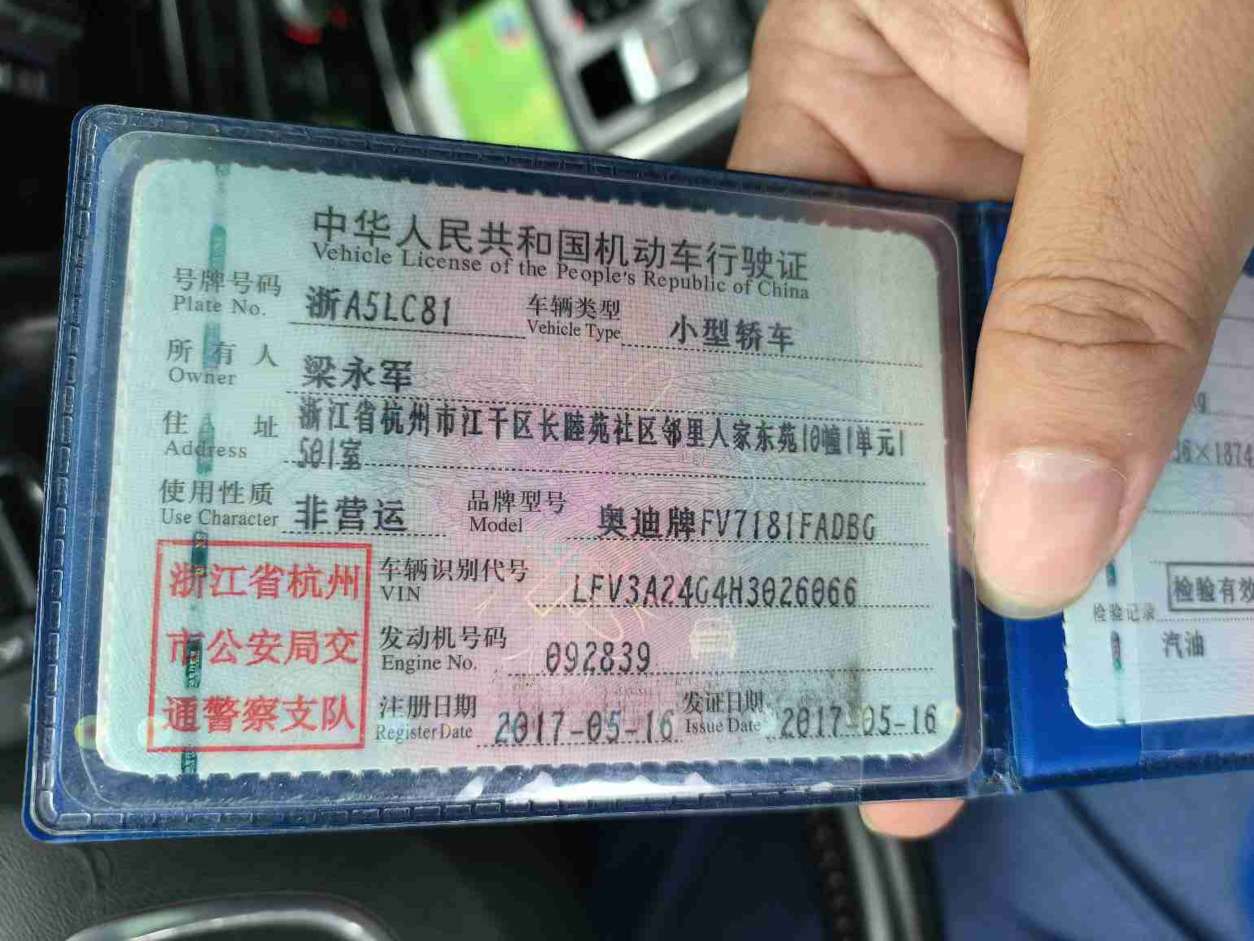 中华人民共和国机动车行驶证
Vehicle License of the People's Republic of China
号牌号码 浙A5LC81 车辆类型 小型轿车
Plate No. Vehicle Type
所有人 梁永军
Owner
住址 浙江省杭州市江干区长睦苑社区邻里人家东苑10幢1单元1
Address 501室
使用性质 非营运 品牌型号 奥迪牌FV7181FADBG
Use Character Model
浙江省杭州
市公安局交
通警察支队
车辆识别代号 LFV3A24G4H3026066
VIN
发动机号码 092839
Engine No.
注册日期 2017-05-16 发证日期 2017-05-16
Register Date Issue Date
×1874
检验有效
检验记录
汽油